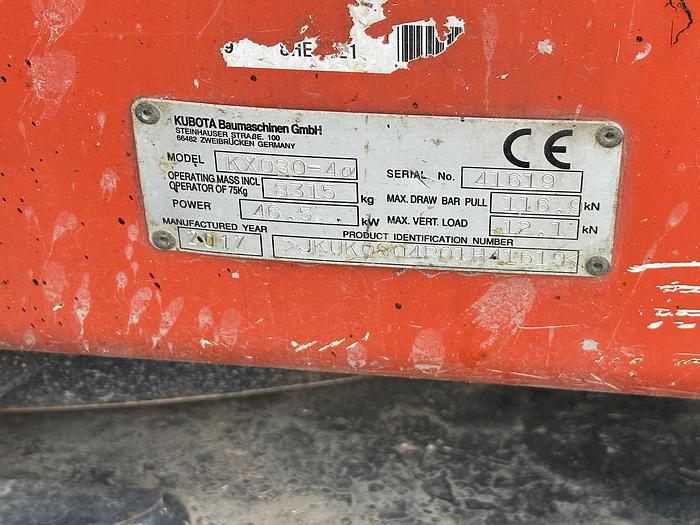 KUBOTA Baumaschinen GmbH
STEINHAUSER STRAßE. 100
66482 ZWEIBRÜCKEN GERMANY
CE
MODEL KX080-4α
SERIAL No. 41619
OPERATING MASS INCL
OPERATOR OF 75Kg 8315 kg
MAX. DRAW BAR PULL 116.9 kN
POWER 46.5 kW
MAX. VERT. LOAD 12.1 kN
MANUFACTURED YEAR 2017
PRODUCT IDENTIFICATION NUMBER
>JKUK0804P01H41619<